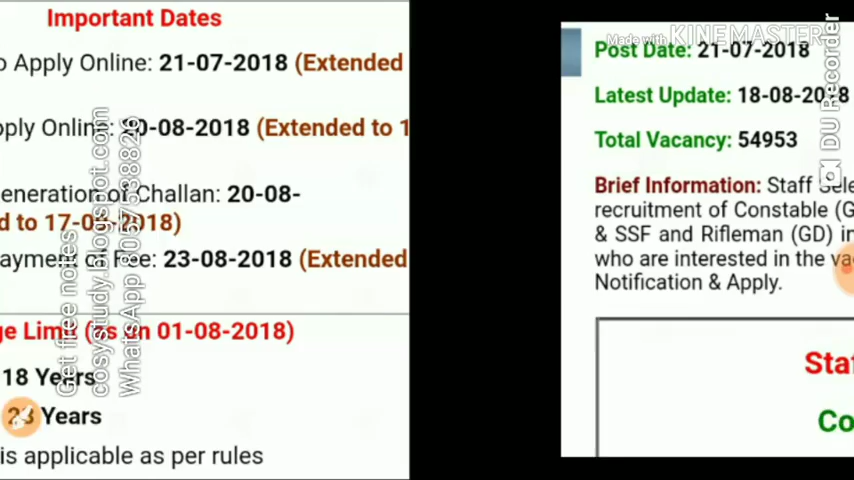 Important Dates
o Apply Online: 21-07-2018 (Extended
pply Online: 20-08-2018 (Extended to 1
eneration of Challan: 20-08-
d to 17-09-2018)
ayment of Fee: 23-08-2018 (Extended
ge Limit (as on 01-08-2018)
18 Years
23 Years
is applicable as per rules
Get free notes
cosystudy.blogspot.com
WhatsApp
Made with KINEMASTER
Post Date: 21-07-2018
Latest Update: 18-08-2018
Total Vacancy: 54953
Brief Information: Staff Sele
recruitment of Constable (G
& SSF and Rifleman (GD) in
who are interested in the va
Notification & Apply.
Staf
Co
DU Recorder